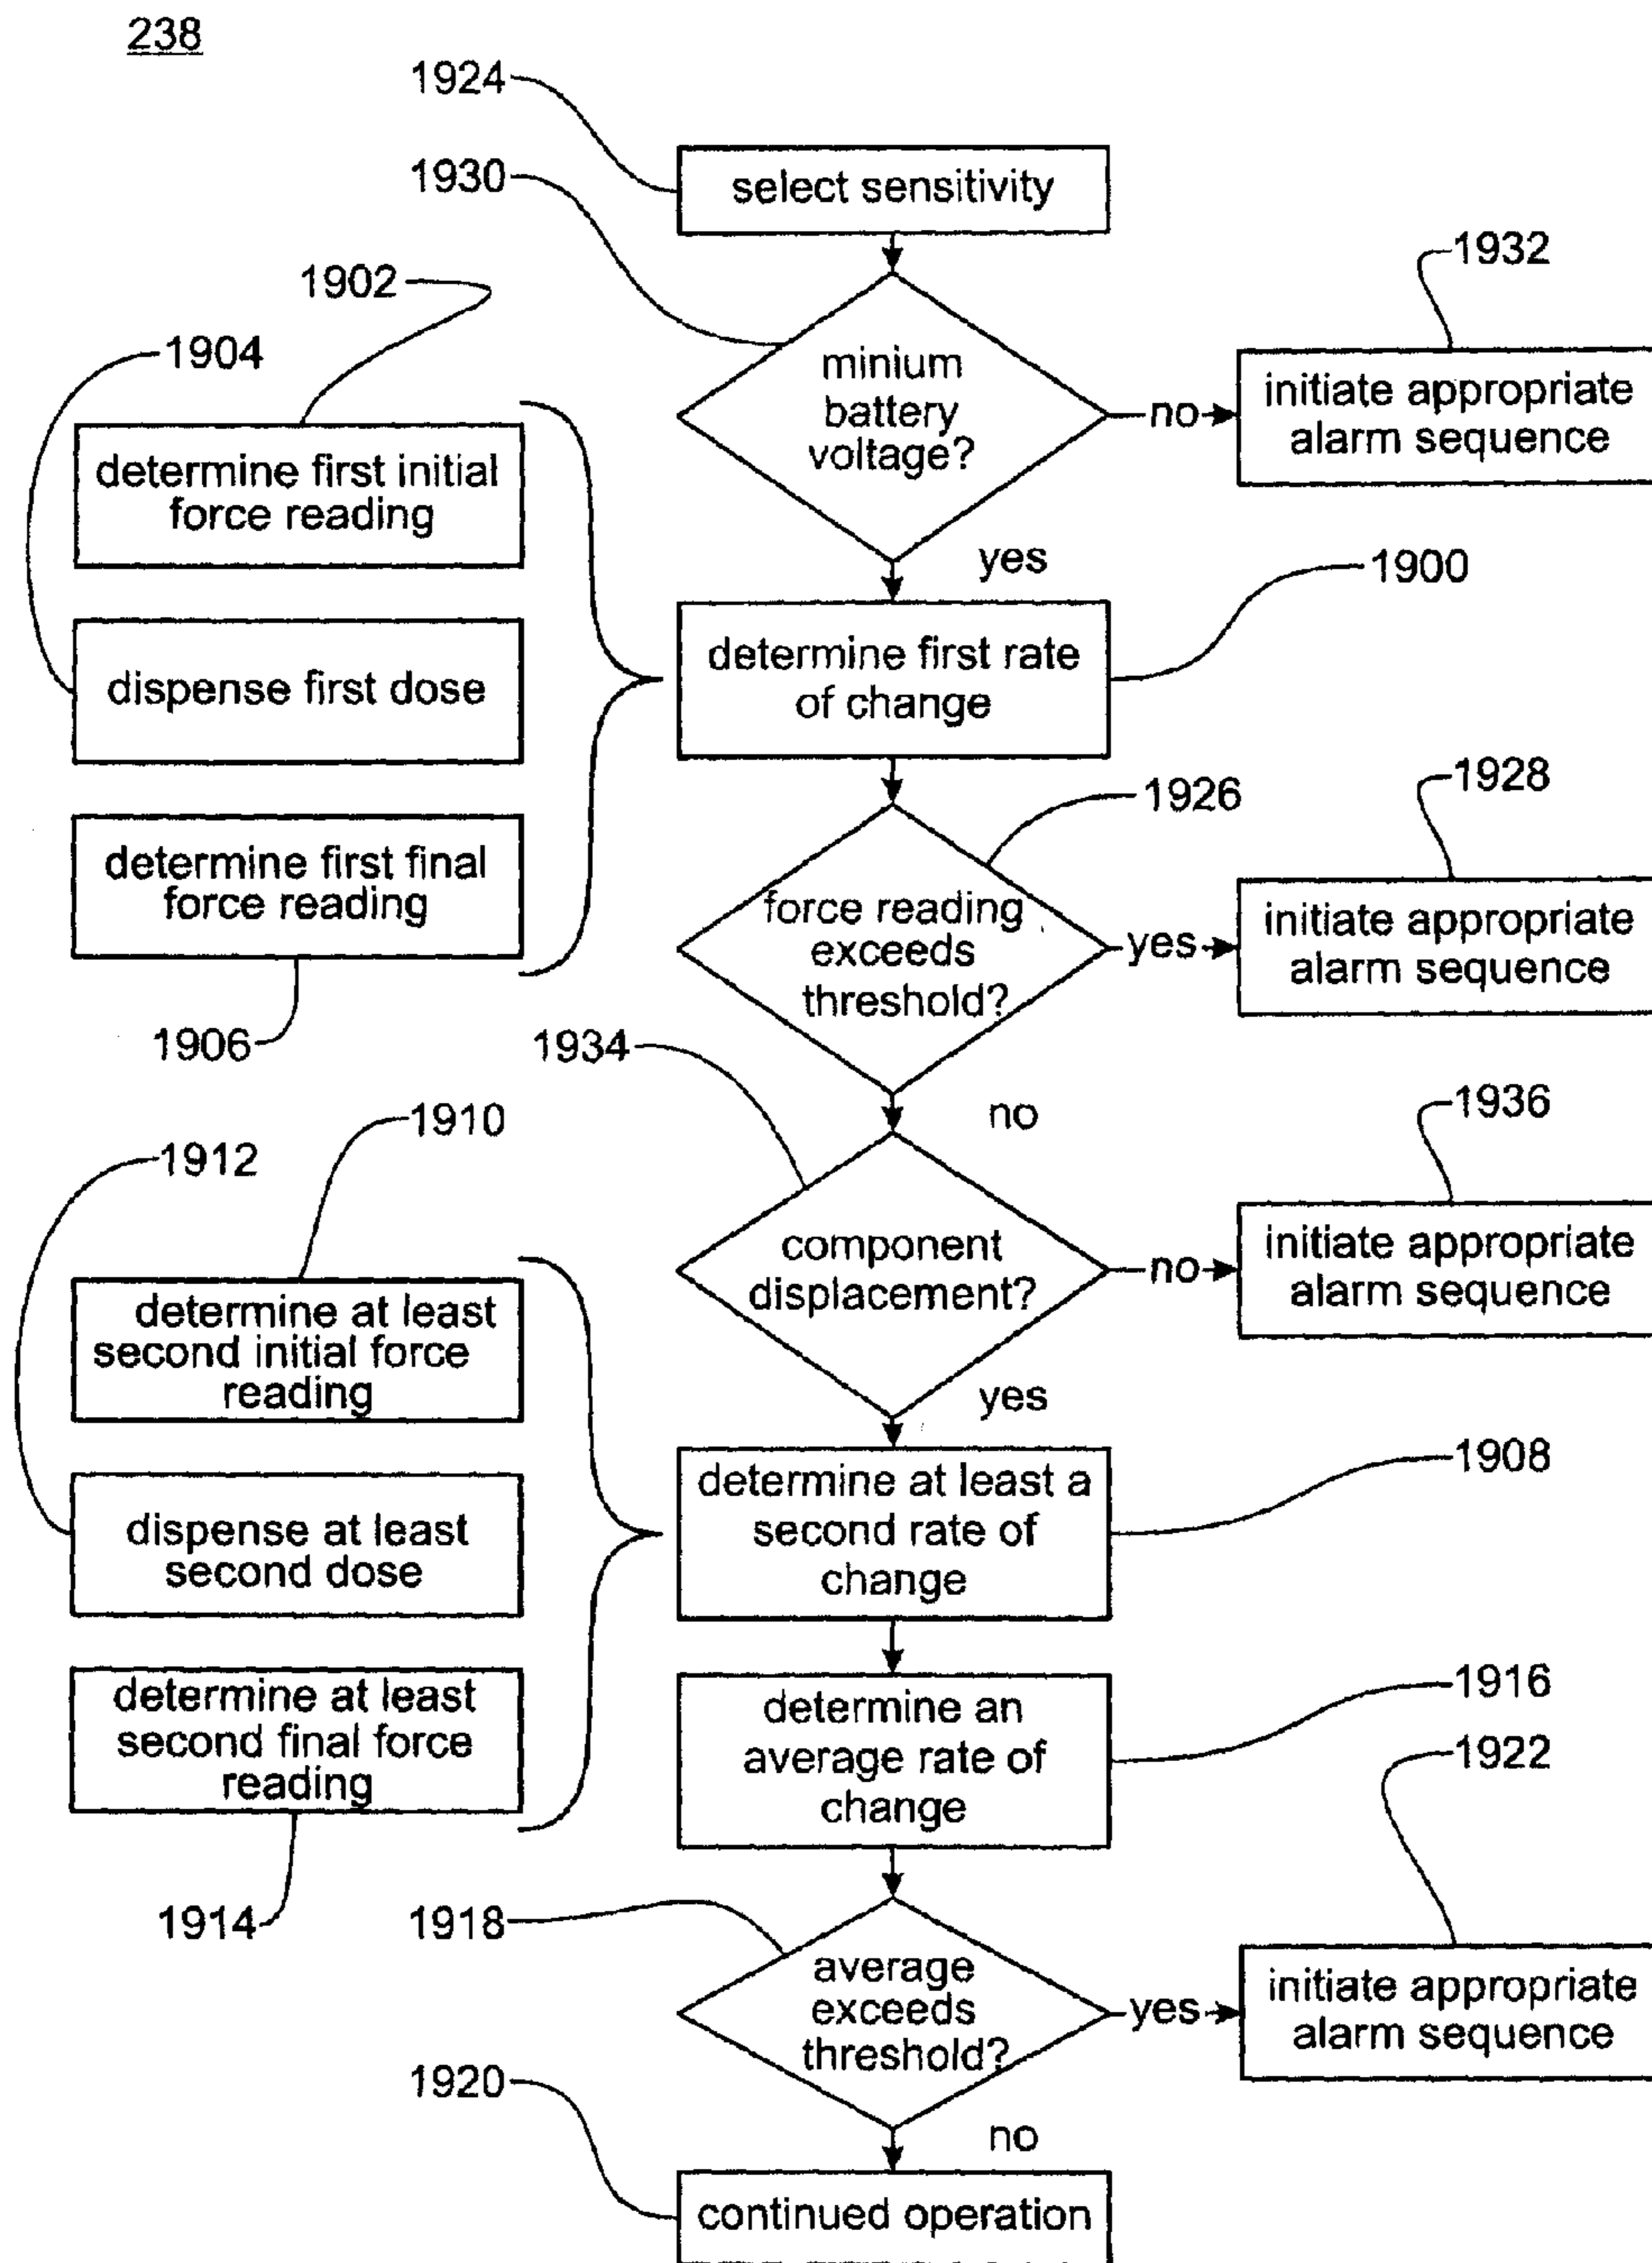 238
1924
select sensitivity
1930
1932
1902
minium
battery
voltage?
no
initiate appropriate
alarm sequence
1904
determine first initial
force reading
yes
1900
dispense first dose
determine first rate
of change
1928
1926
determine first final
force reading
force reading
exceeds
threshold?
yes
initiate appropriate
alarm sequence
1906
1934
no
1936
1910
1912
component
displacement?
no
initiate appropriate
alarm sequence
determine at least
second initial force
reading
yes
1908
determine at least a
second rate of
change
dispense at least
second dose
1916
determine at least
second final force
reading
determine an
average rate of
change
1922
1914
1918
average
exceeds
threshold?
yes
initiate appropriate
alarm sequence
1920
no
continued operation